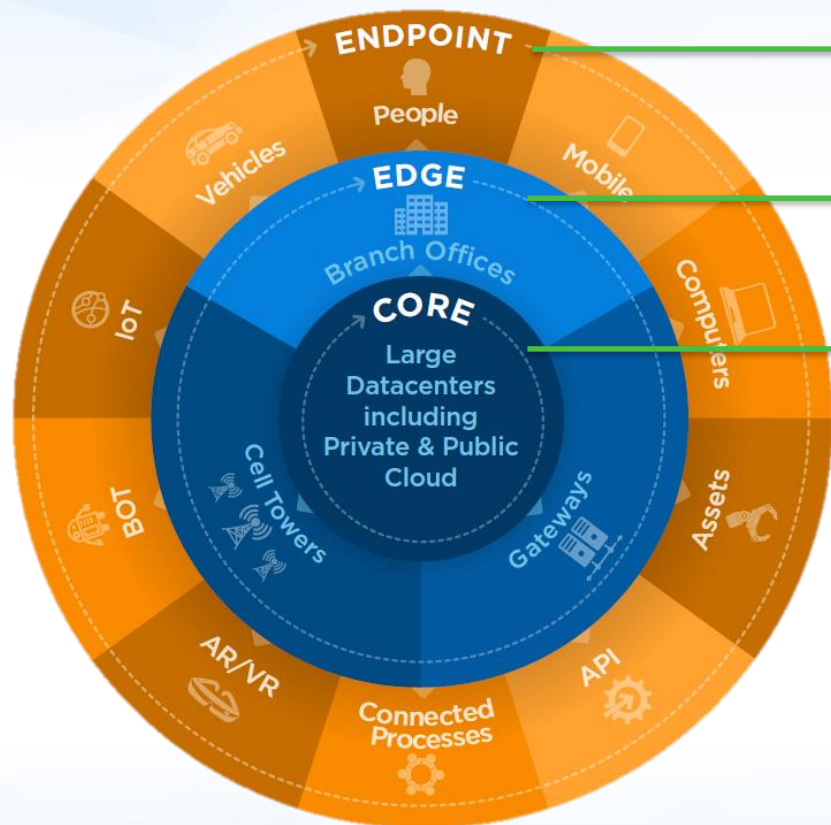 ENDPOINT
People
Mobile
Computers
Assets
API
Connected
Processes
AR/VR
BOT
IoT
Vehicles
EDGE
Branch Offices
Gateways
Cell Towers
CORE
Large
Datacenters
including
Private & Public
Cloud